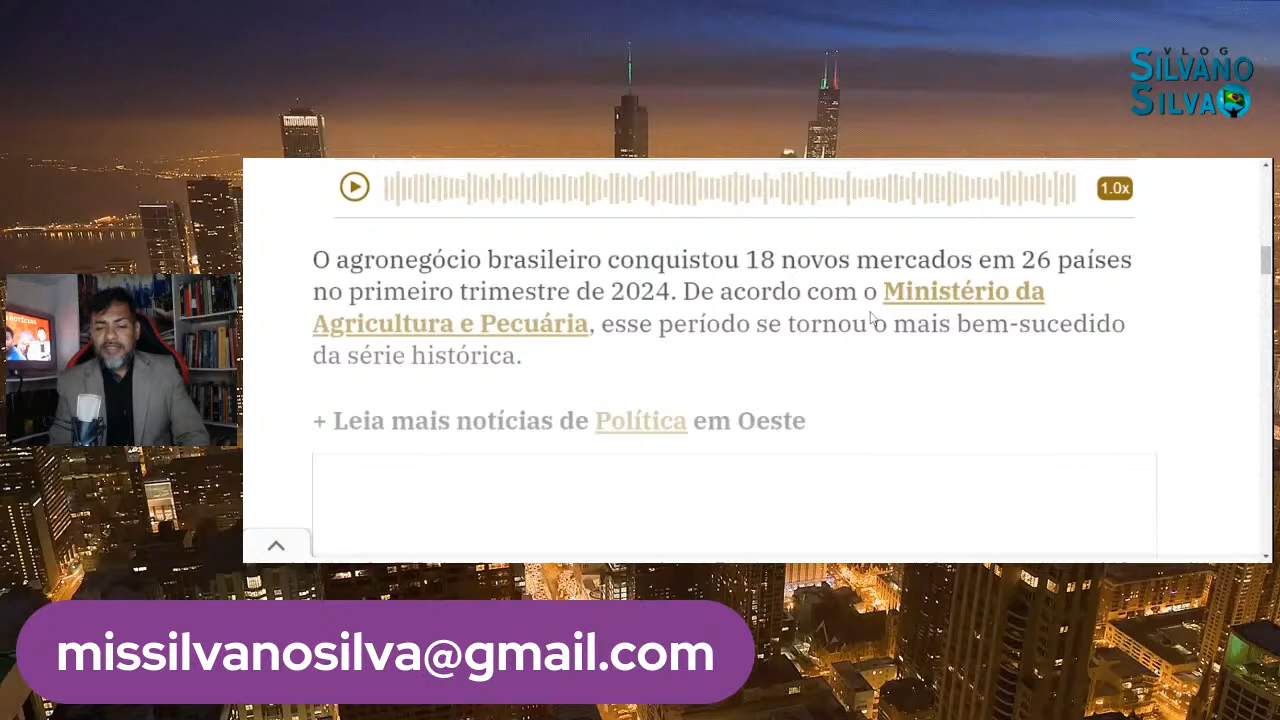 VLOG
SILVANO
SILVA
1.0x
O agronegócio brasileiro conquistou 18 novos mercados em 26 países
no primeiro trimestre de 2024. De acordo com o Ministério da
Agricultura e Pecuária, esse período se tornou o mais bem-sucedido
da série histórica.
+ Leia mais notícias de Política em Oeste
missilvanosilva@gmail.com